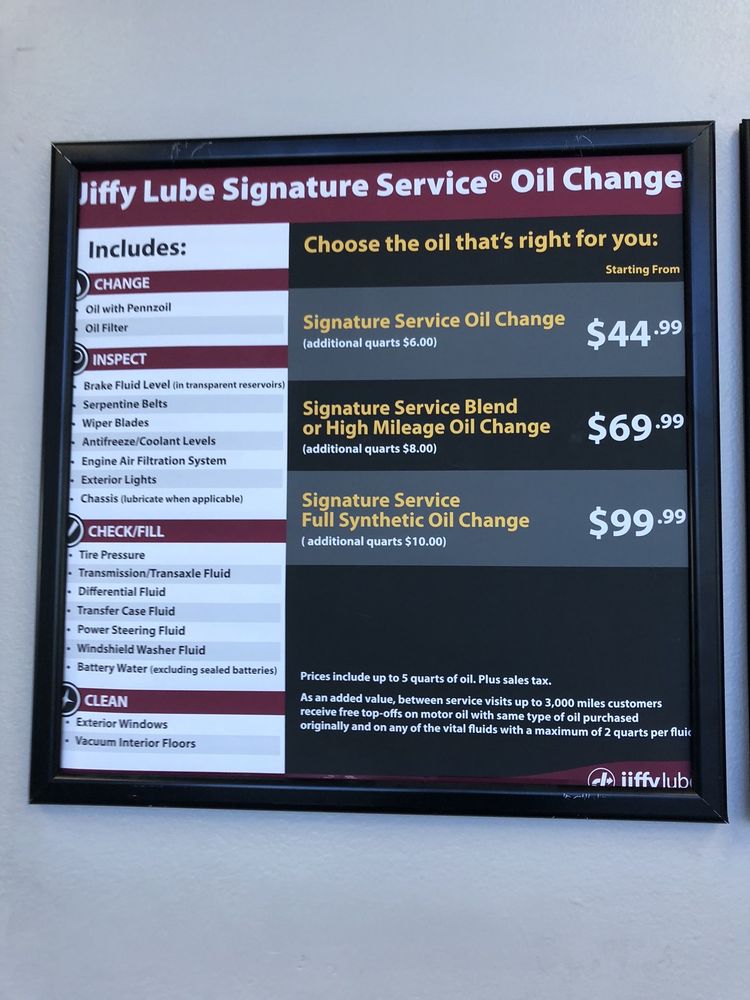 Jiffy Lube Signature Service® Oil Change
Includes:
CHANGE
• Oil with Pennzoil
• Oil Filter
INSPECT
• Brake Fluid Level (in transparent reservoirs)
• Serpentine Belts
• Wiper Blades
• Antifreeze/Coolant Levels
• Engine Air Filtration System
• Exterior Lights
• Chassis (lubricate when applicable)
CHECK/FILL
• Tire Pressure
• Transmission/Transaxle Fluid
• Differential Fluid
• Transfer Case Fluid
• Power Steering Fluid
• Windshield Washer Fluid
• Battery Water (excluding sealed batteries)
CLEAN
• Exterior Windows
• Vacuum Interior Floors
Choose the oil that's right for you:
Starting From
Signature Service Oil Change
(additional quarts $6.00)
$44.99
Signature Service Blend
or High Mileage Oil Change
(additional quarts $8.00)
$69.99
Signature Service
Full Synthetic Oil Change
( additional quarts $10.00)
$99.99
Prices include up to 5 quarts of oil. Plus sales tax.
As an added value, between service visits up to 3,000 miles customers
receive free top-offs on motor oil with same type of oil purchased
originally and on any of the vital fluids with a maximum of 2 quarts per fluid
jiffy lub